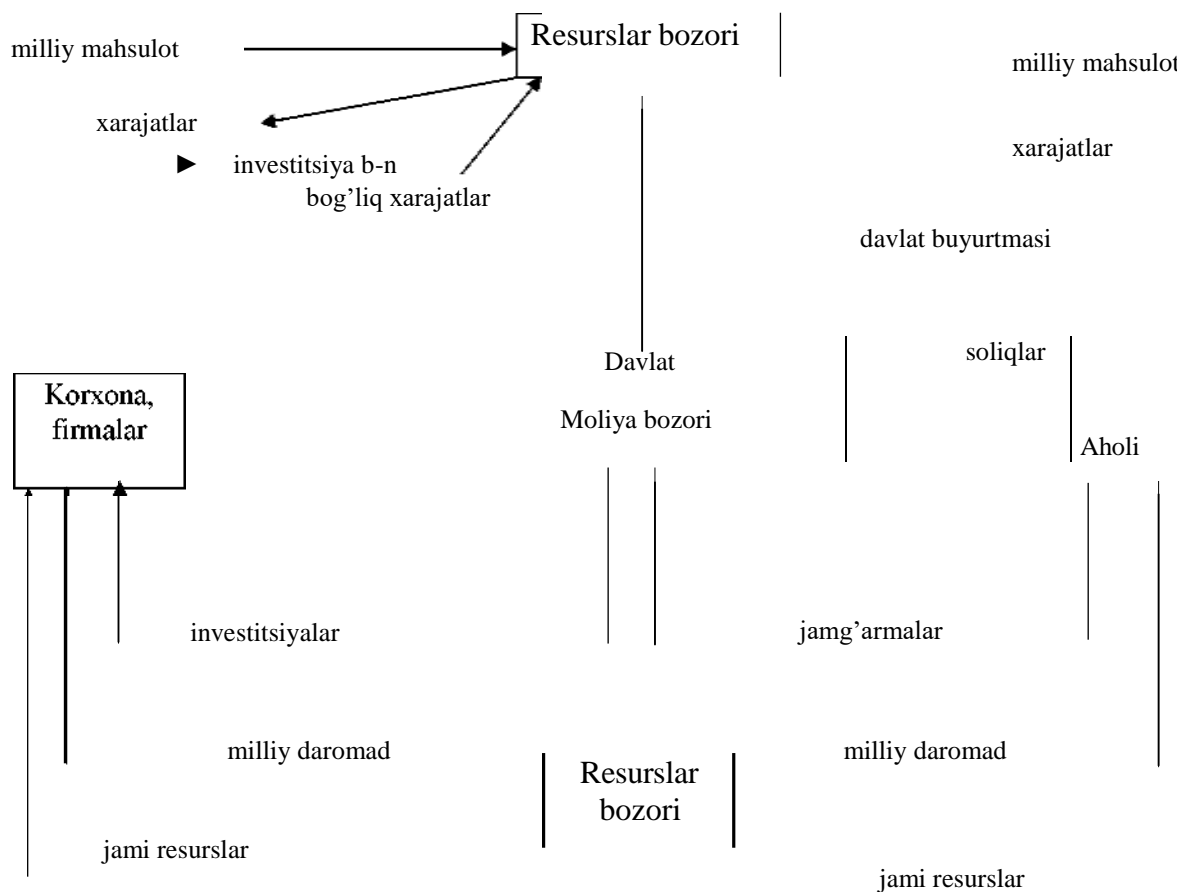 milliy mahsulot
Resurslar bozori
milliy mahsulot
xarajatlar
xarajatlar
► investitsiya b-n
bog’liq xarajatlar
davlat buyurtmasi
Davlat
soliqlar
Korxona,
firmalar
Moliya bozori
Aholi
investitsiyalar
jamg’armalar
milliy daromad
milliy daromad
Resurslar
bozori
jami resurslar
jami resurslar